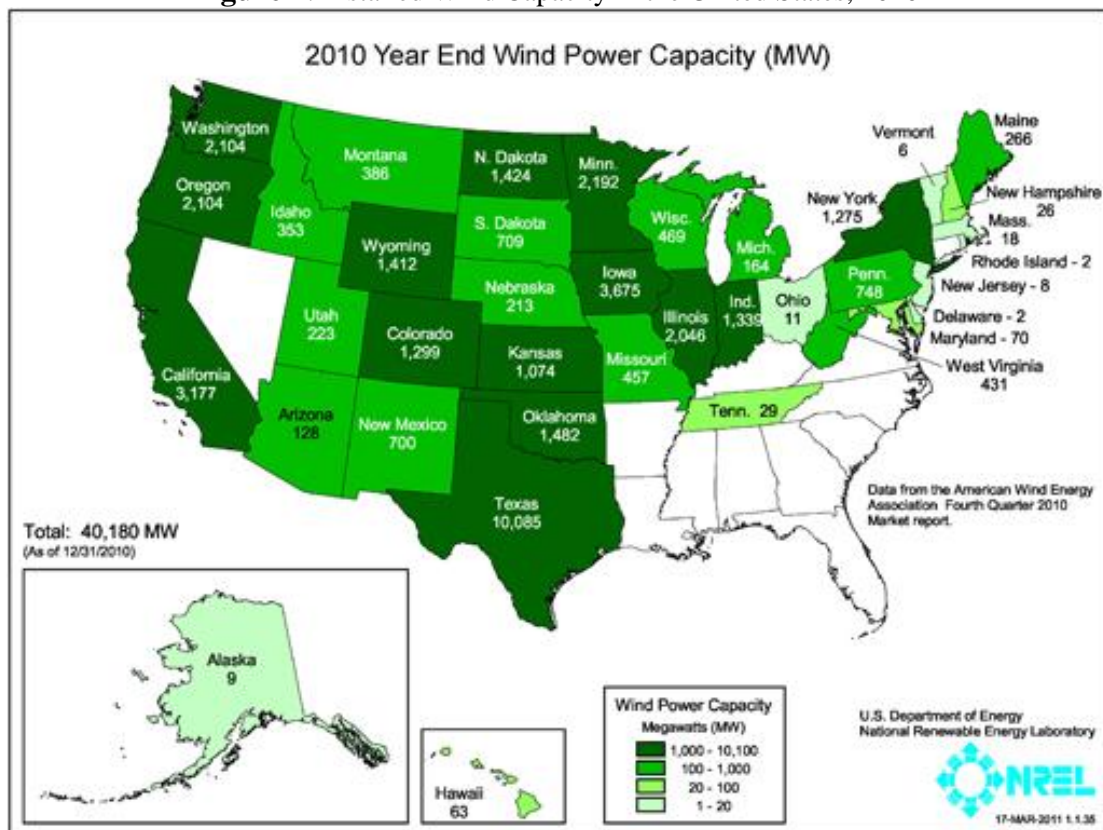 2010 Year End Wind Power Capacity (MW)
Washington
2,104
Oregon
2,104
California
3,177
Idaho
353
Montana
386
Wyoming
1,412
Utah
223
Colorado
1,299
Arizona
128
New Mexico
700
N. Dakota
1,424
S. Dakota
709
Nebraska
213
Kansas
1,074
Oklahoma
1,482
Texas
10,085
Minn.
2,192
Iowa
3,675
Missouri
457
Wisc.
469
Illinois
2,046
Mich.
164
Ind.
1,339
Ohio
11
Tenn. 29
Penn.
748
New York
1,275
Vermont
6
Maine
266
New Hampshire
26
Mass.
18
Rhode Island - 2
New Jersey - 8
Delaware - 2
Maryland - 70
West Virginia
431
Data from the American Wind Energy
Association Fourth Quarter 2010
Market report.
Total: 40,180 MW
(As of 12/31/2010)
Alaska
9
Hawaii
63
Wind Power Capacity
Megawatts (MW)
1,000 - 10,100
100 - 1,000
20 - 100
1 - 20
U.S. Department of Energy
National Renewable Energy Laboratory
NREL
17-MAR-2011 1.1.35